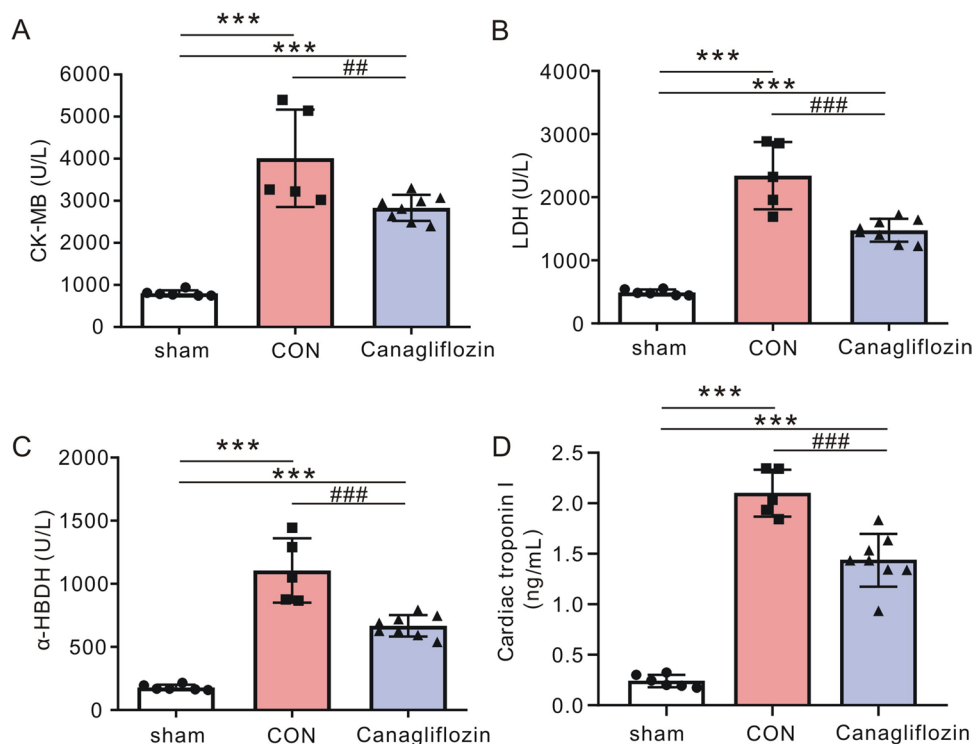 A
***
***
##
CK-MB (U/L)
6000
5000
4000
3000
2000
1000
0
sham CON Canagliflozin
B
***
***
###
LDH (U/L)
4000
3000
2000
1000
0
sham CON Canagliflozin
C
***
***
###
α-HBDH (U/L)
2000
1500
1000
500
0
sham CON Canagliflozin
D
***
***
###
Cardiac troponin I
(ng/mL)
2.5
2.0
1.5
1.0
0.5
0.0
sham CON Canagliflozin